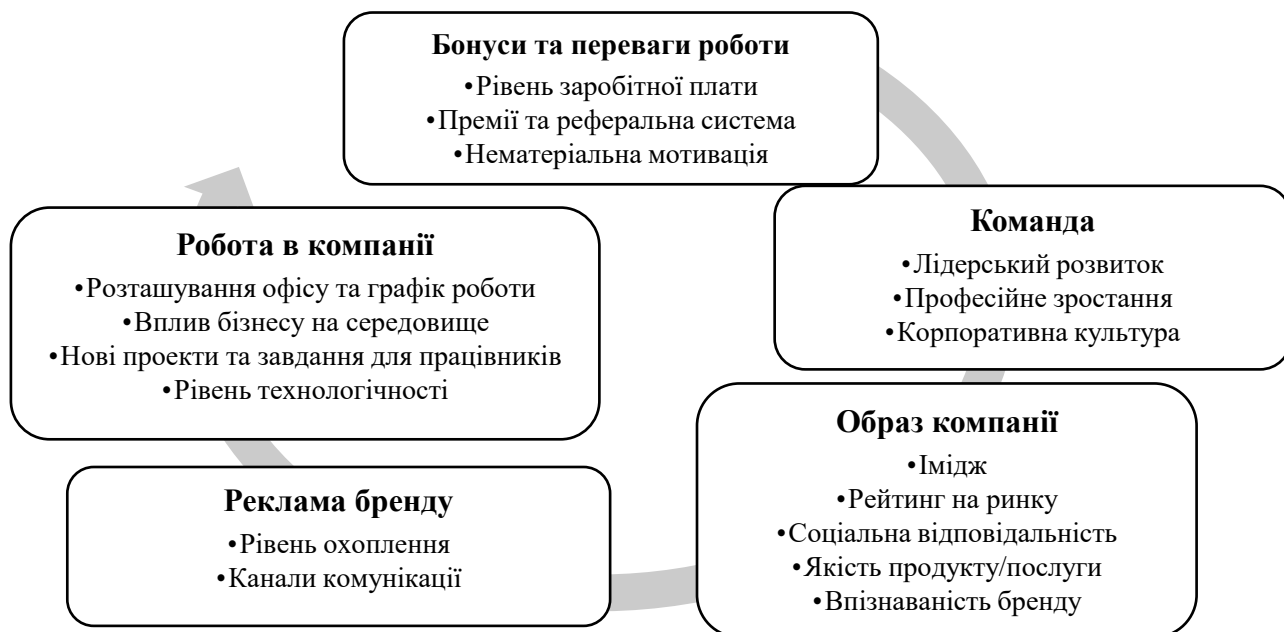 Бонуси та переваги роботи
•Рівень заробітної плати
•Премії та реферальна система
•Нематеріальна мотивація
Команда
•Лідерський розвиток
•Професійне зростання
•Корпоративна культура
Образ компанії
•Імідж
•Рейтинг на ринку
•Соціальна відповідальність
•Якість продукту/послуги
•Впізнаваність бренду
Реклама бренду
•Рівень охоплення
•Канали комунікації
Робота в компанії
•Розташування офісу та графік роботи
•Вплив бізнесу на середовище
•Нові проекти та завдання для працівників
•Рівень технологічності